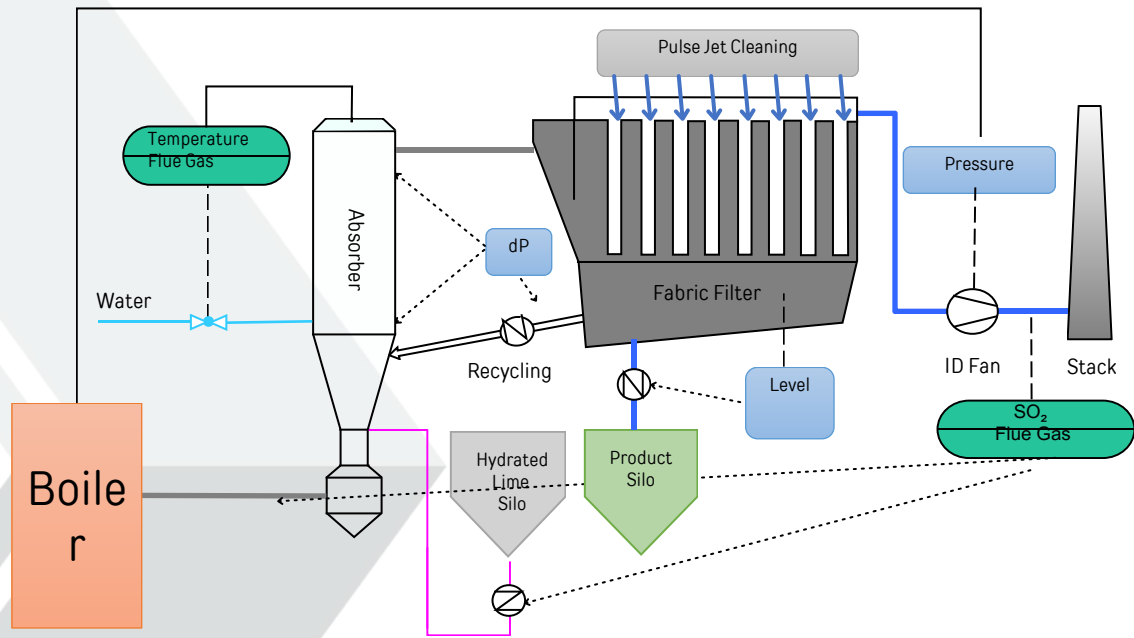 Pulse Jet Cleaning
Temperature
Flue Gas
Pressure
Absorber
dP
Fabric Filter
Water
Recycling
Level
ID Fan
Stack
SO₂
Flue Gas
Boile
r
Hydrated
Lime
Silo
Product
Silo